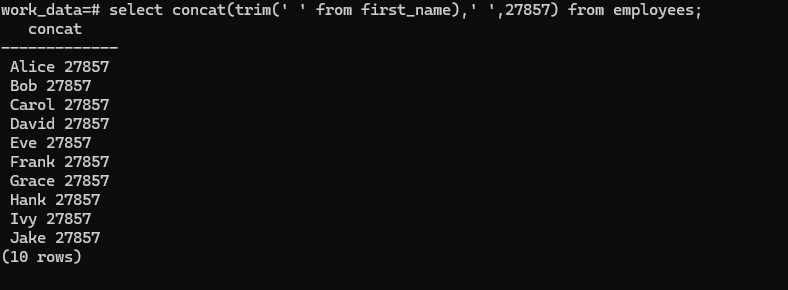 work_data=# select concat(trim(' ' from first_name),' ',27857) from employees;
   concat
-------------
 Alice 27857
 Bob 27857
 Carol 27857
 David 27857
 Eve 27857
 Frank 27857
 Grace 27857
 Hank 27857
 Ivy 27857
 Jake 27857
(10 rows)